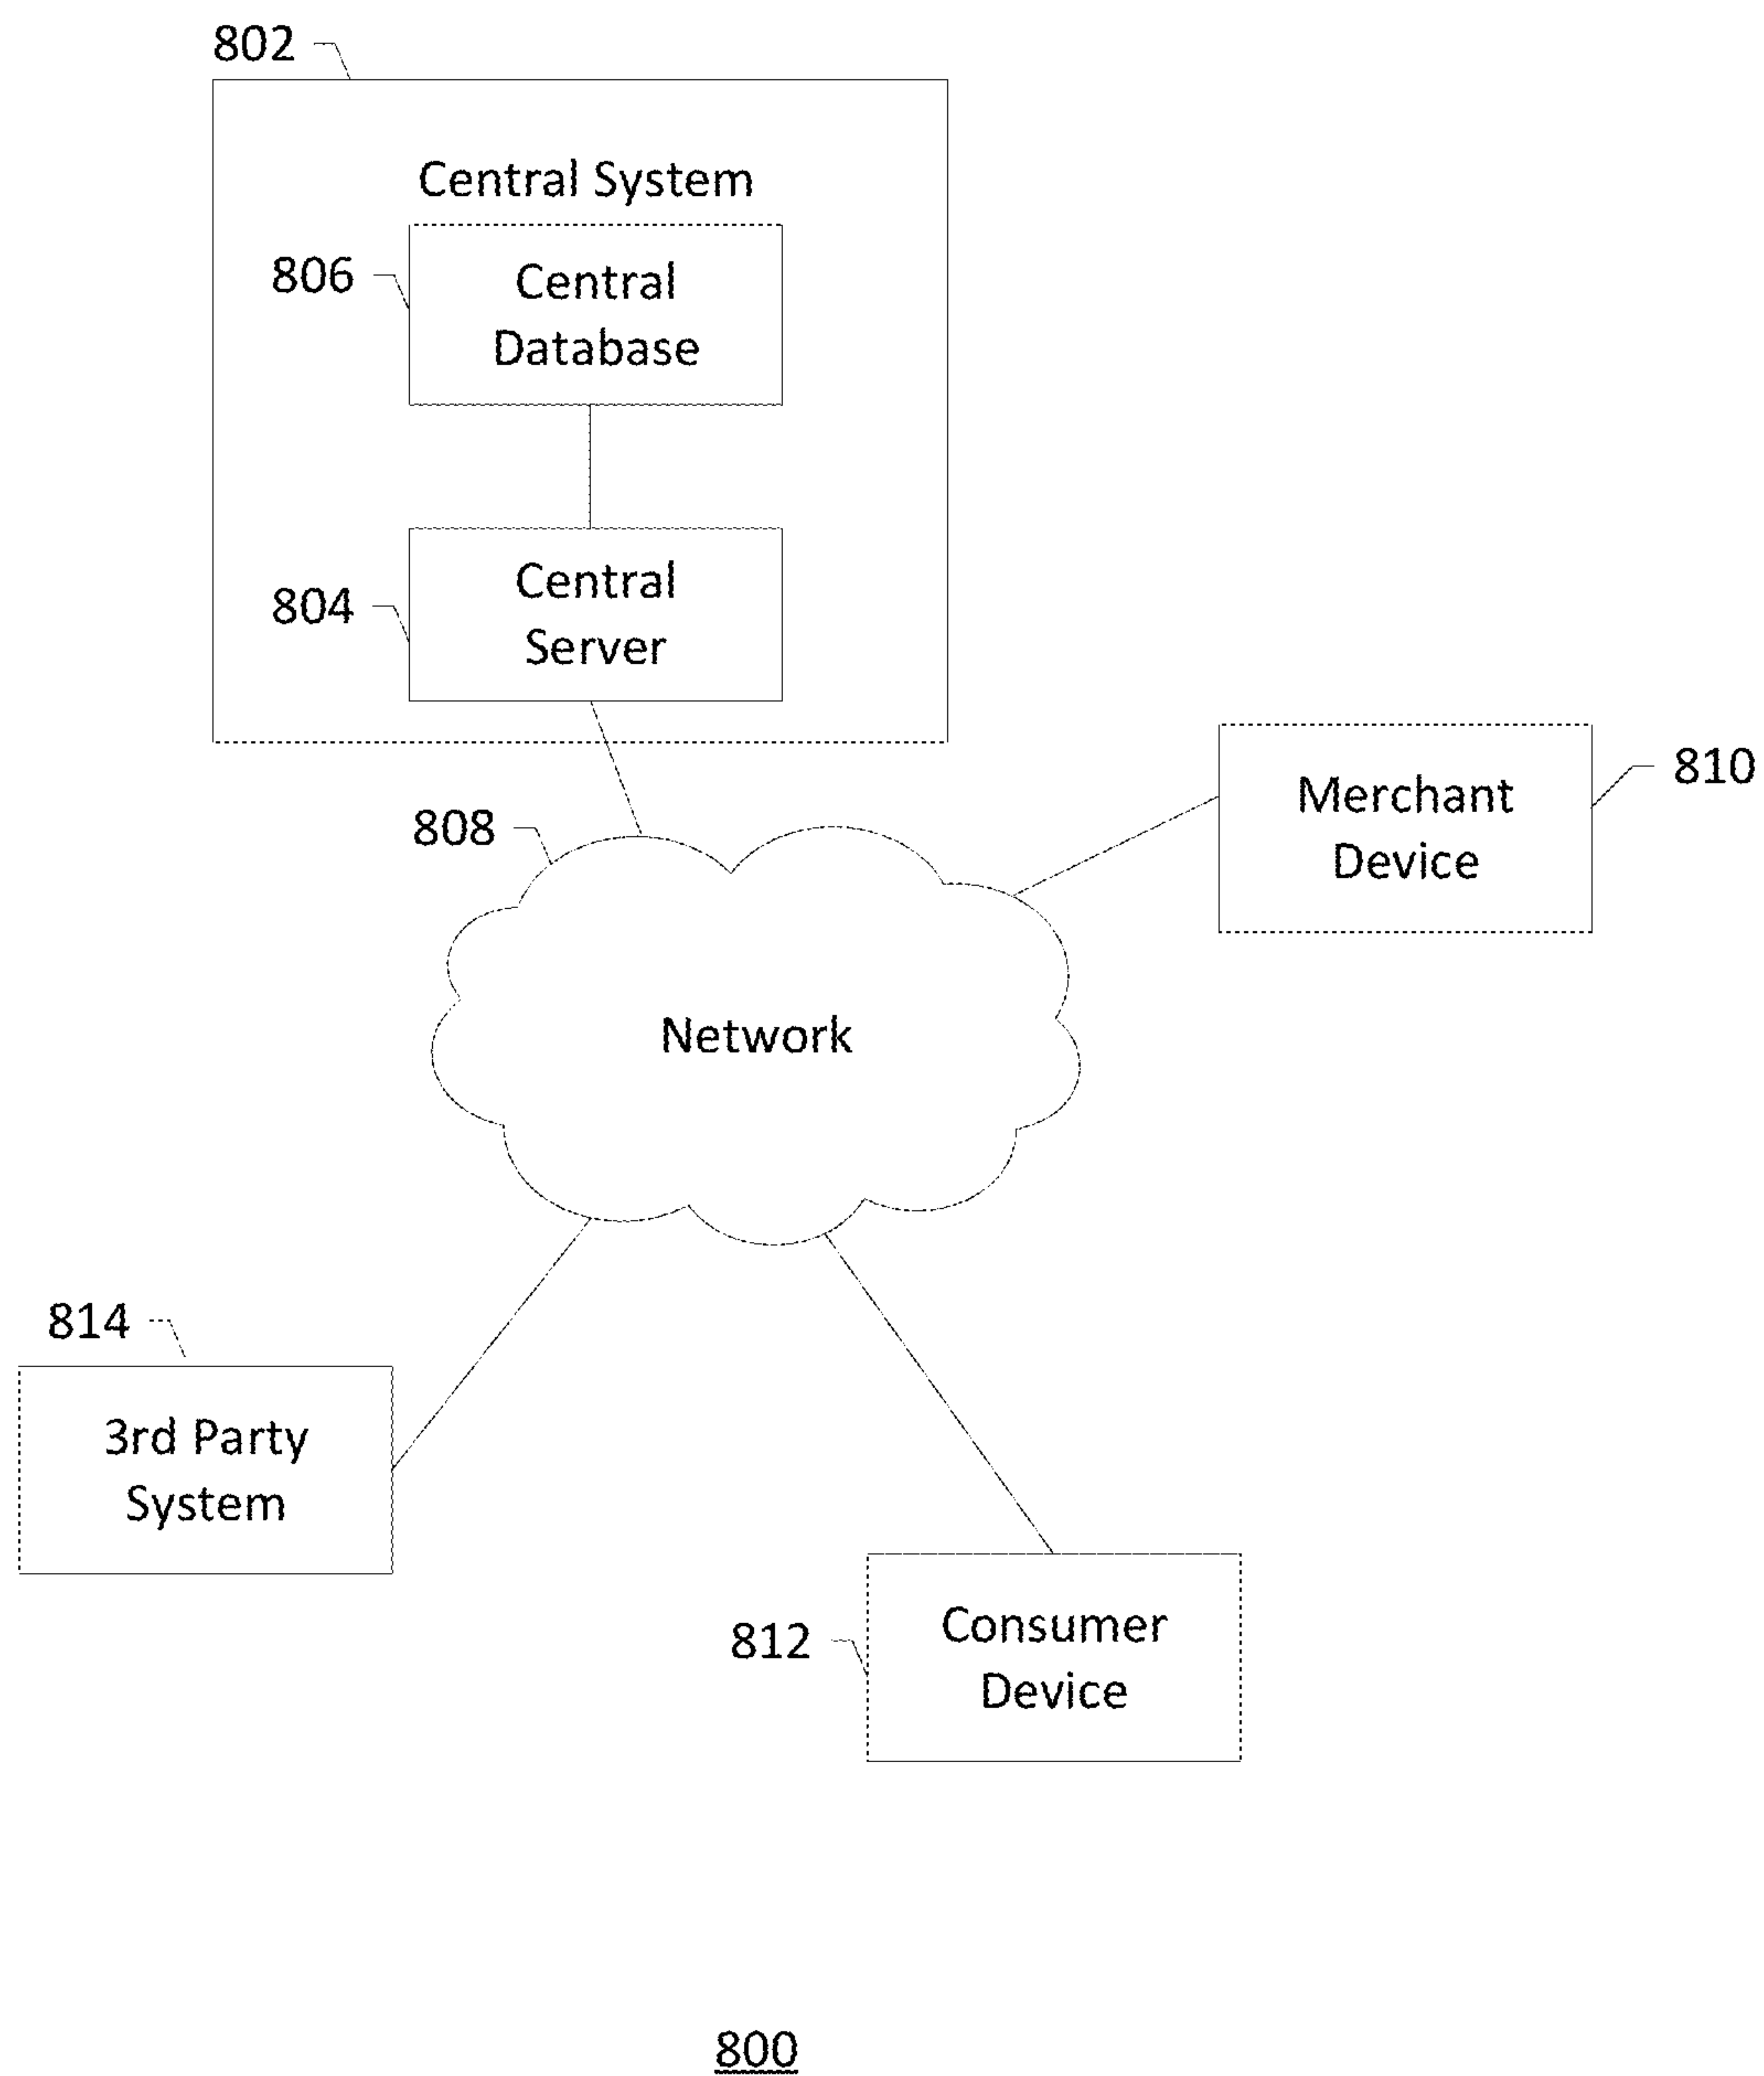 802
Central System
806
Central
Database
804
Central
Server
810
Merchant
Device
808
Network
814
3rd Party
System
812
Consumer
Device
800